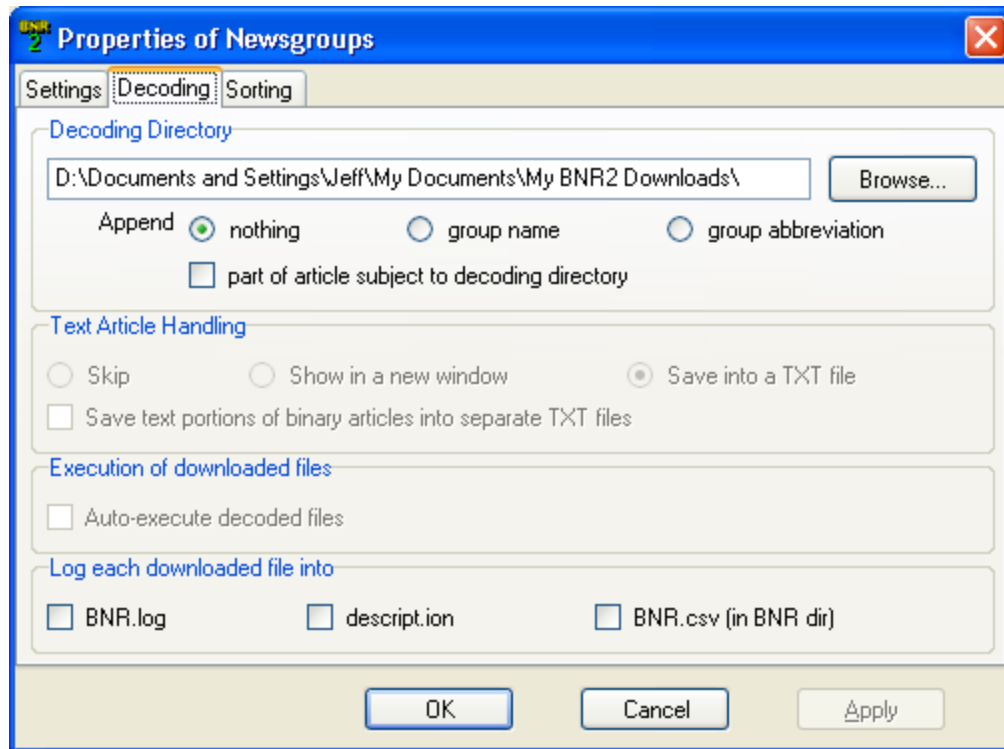 BNR 2 Properties of Newsgroups
Settings Decoding Sorting
Decoding Directory
D:\Documents and Settings\Jeff\My Documents\My BNR2 Downloads\ Browse...
Append nothing group name group abbreviation
part of article subject to decoding directory
Text Article Handling
Skip Show in a new window Save into a TXT file
Save text portions of binary articles into separate TXT files
Execution of downloaded files
Auto-execute decoded files
Log each downloaded file into
BNR.log descript.ion BNR.csv (in BNR dir)
OK Cancel Apply